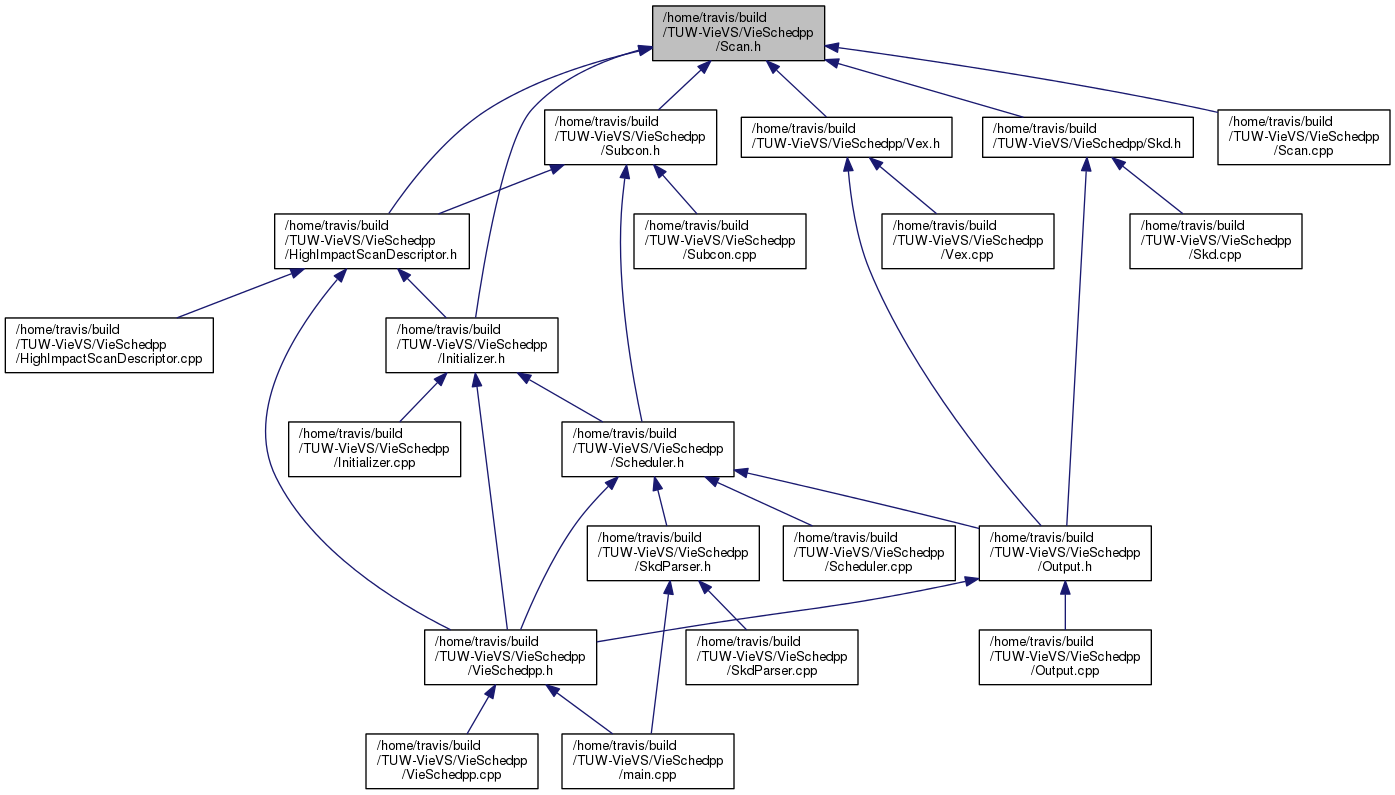 /home/travis/build
/TUW-VieVS/VieSchedpp
/Scan.h
/home/travis/build
/TUW-VieVS/VieSchedpp
/Subcon.h
/home/travis/build
/TUW-VieVS/VieSchedpp/Vex.h
/home/travis/build
/TUW-VieVS/VieSchedpp/Skd.h
/home/travis/build
/TUW-VieVS/VieSchedpp
/Scan.cpp
/home/travis/build
/TUW-VieVS/VieSchedpp
/HighImpactScanDescriptor.h
/home/travis/build
/TUW-VieVS/VieSchedpp
/Subcon.cpp
/home/travis/build
/TUW-VieVS/VieSchedpp
/Vex.cpp
/home/travis/build
/TUW-VieVS/VieSchedpp
/Skd.cpp
/home/travis/build
/TUW-VieVS/VieSchedpp
/HighImpactScanDescriptor.cpp
/home/travis/build
/TUW-VieVS/VieSchedpp
/Initializer.h
/home/travis/build
/TUW-VieVS/VieSchedpp
/Initializer.cpp
/home/travis/build
/TUW-VieVS/VieSchedpp
/Scheduler.h
/home/travis/build
/TUW-VieVS/VieSchedpp
/SkdParser.h
/home/travis/build
/TUW-VieVS/VieSchedpp
/Scheduler.cpp
/home/travis/build
/TUW-VieVS/VieSchedpp
/Output.h
/home/travis/build
/TUW-VieVS/VieSchedpp
/VieSchedpp.h
/home/travis/build
/TUW-VieVS/VieSchedpp
/SkdParser.cpp
/home/travis/build
/TUW-VieVS/VieSchedpp
/Output.cpp
/home/travis/build
/TUW-VieVS/VieSchedpp
/VieSchedpp.cpp
/home/travis/build
/TUW-VieVS/VieSchedpp
/main.cpp